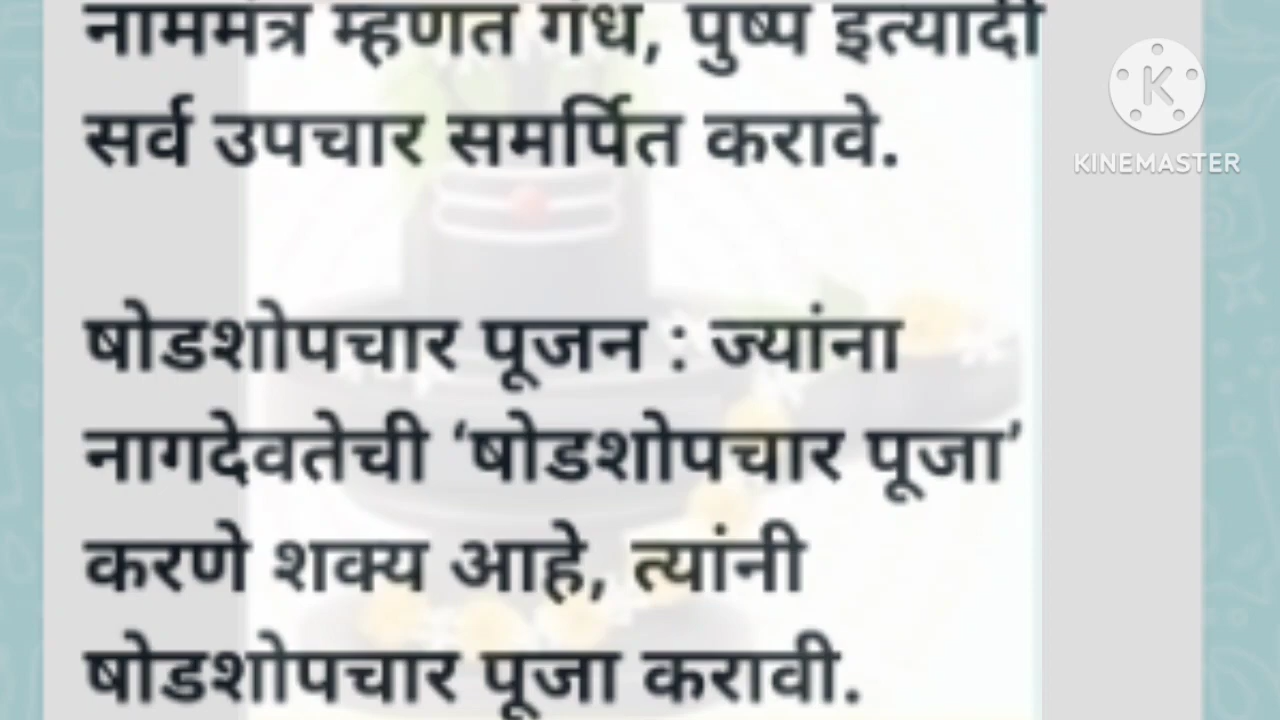 नाममंत्र म्हणत गंध, पुष्प इत्यादी
सर्व उपचार समर्पित करावे.
षोडशोपचार पूजन : ज्यांना
नागदेवतेची ‘षोडशोपचार पूजा’
करणे शक्य आहे, त्यांनी
षोडशोपचार पूजा करावी.
K
KINEMASTER